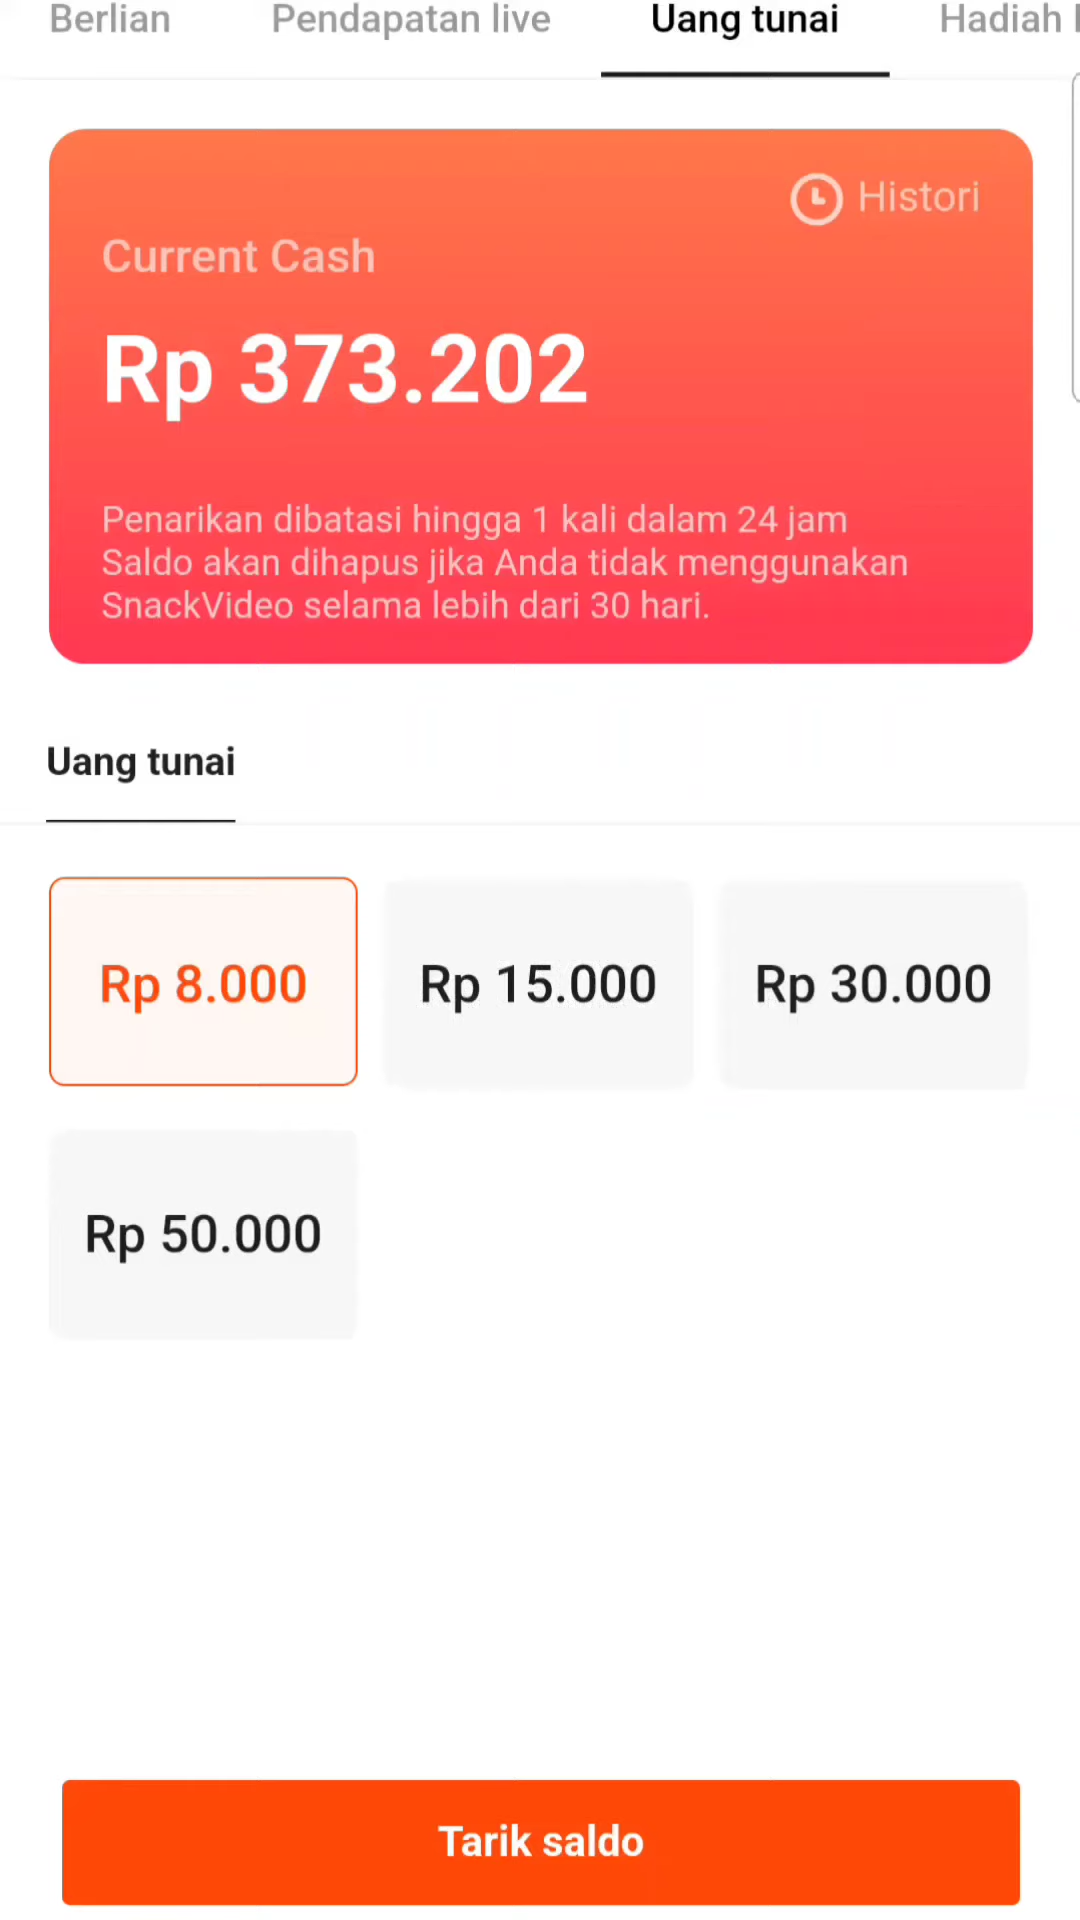 Berlian Pendapatan live Uang tunai Hadiah
Histori
Current Cash
Rp 373.202
Penarikan dibatasi hingga 1 kali dalam 24 jam
Saldo akan dihapus jika Anda tidak menggunakan
SnackVideo selama lebih dari 30 hari.
Uang tunai
Rp 8.000 Rp 15.000 Rp 30.000
Rp 50.000
Tarik saldo